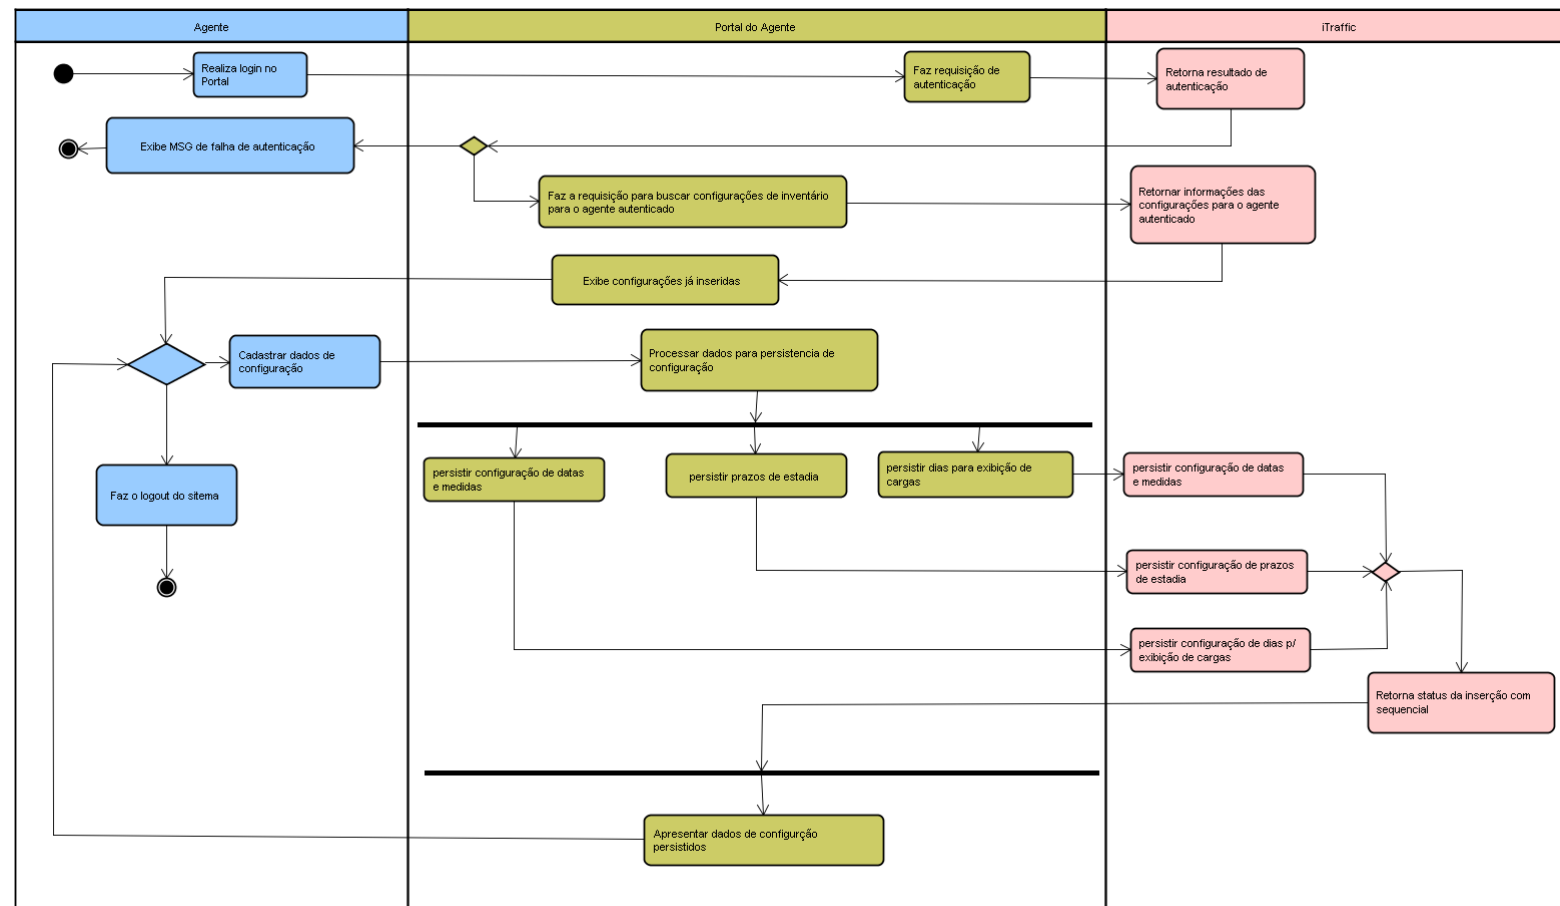 Agente
Portal do Agente
iTraffic
Realiza login no
Portal
Faz requisição de
autenticação
Retorna resultado de
autenticação
Exibe MSG de falha de autenticação
Faz a requisição para buscar configurações de inventário
para o agente autenticado
Retornar informações das
configurações para o agente
autenticado
Exibe configurações já inseridas
Cadastrar dados de
configuração
Processar dados para persistencia de
configuração
persistir configuração de datas
e medidas
persistir prazos de estadia
persistir dias para exibição de
cargas
persistir configuração de datas
e medidas
Faz o logout do sitema
persistir configuração de prazos
de estadia
persistir configuração de dias p/
exibição de cargas
Retorna status da inserção com
sequencial
Apresentar dados de configurção
persistidos